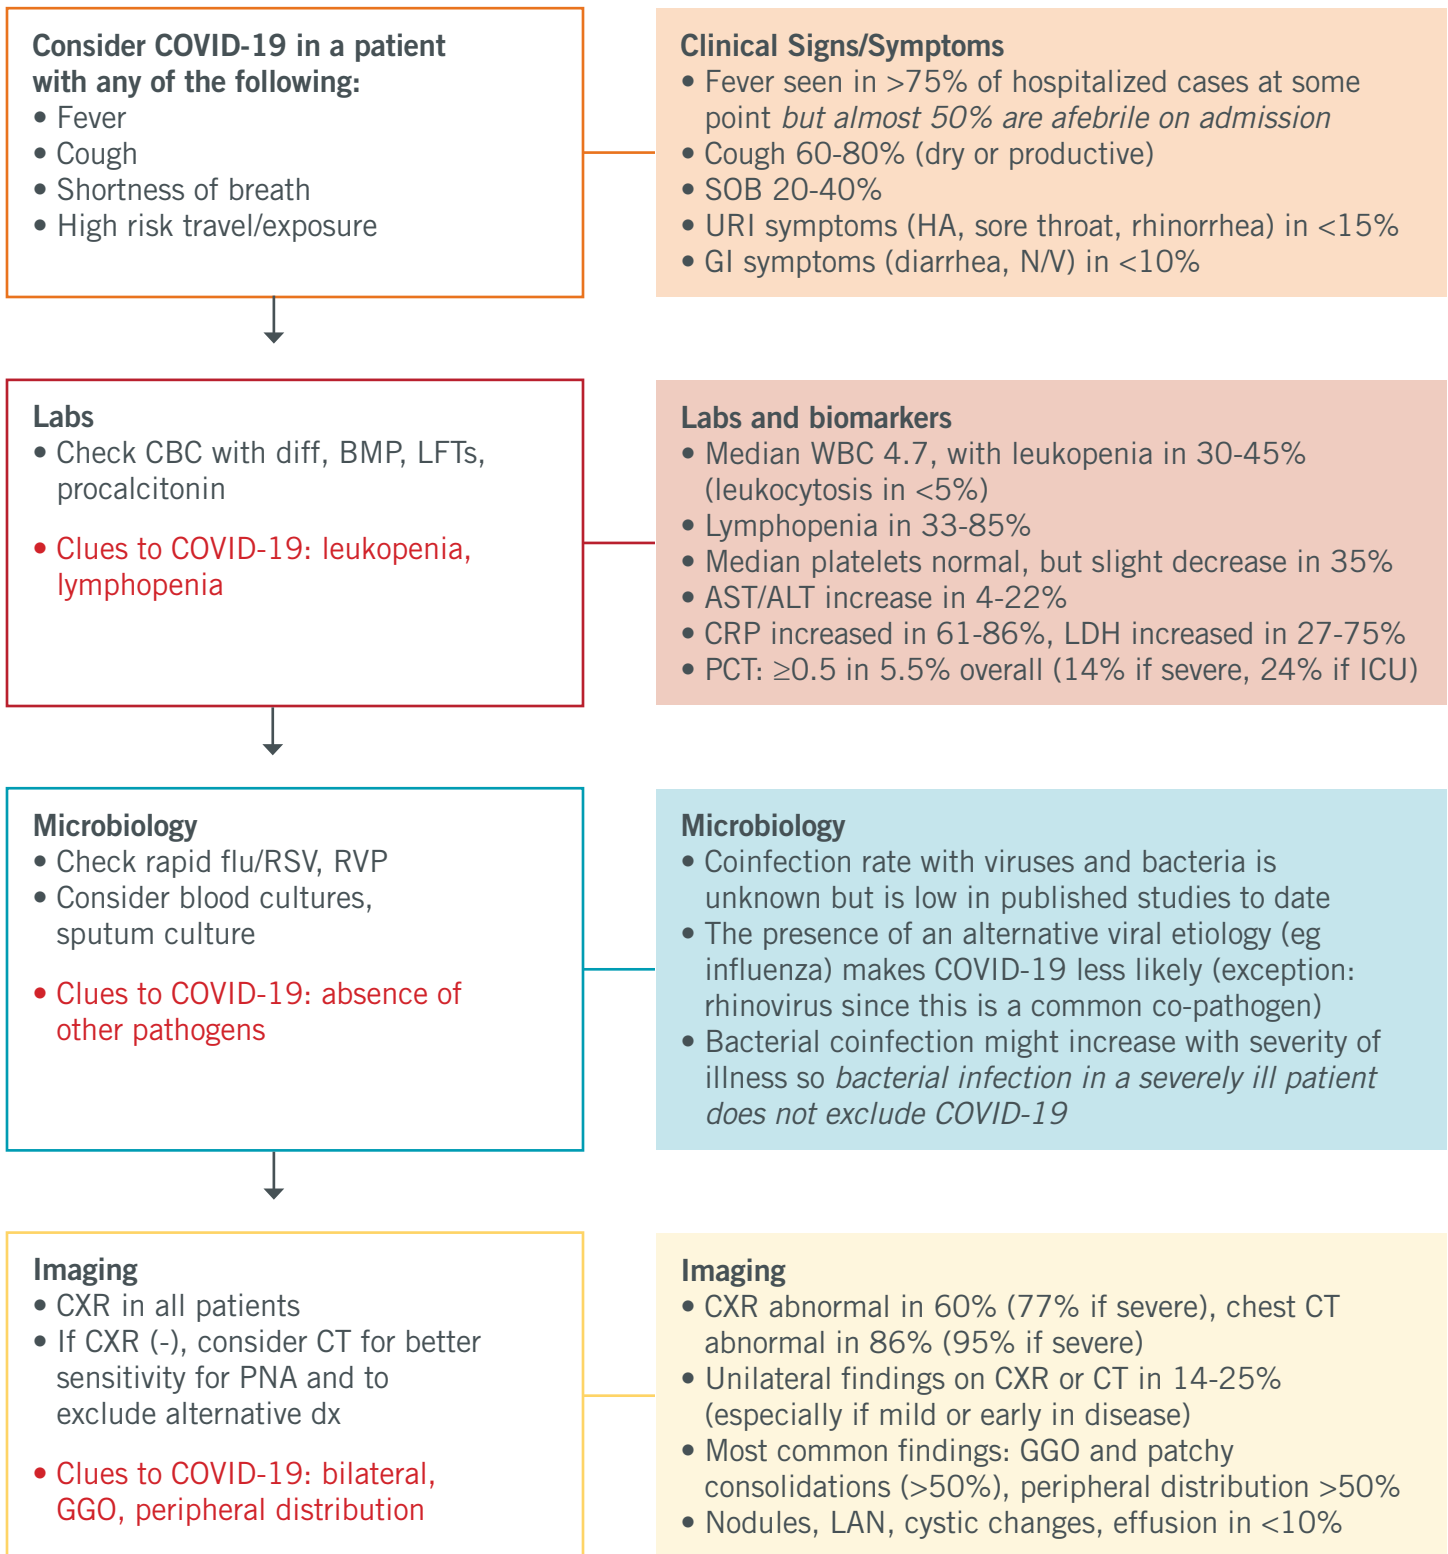 Consider COVID-19 in a patient
with any of the following:
• Fever
• Cough
• Shortness of breath
• High risk travel/exposure
Clinical Signs/Symptoms
• Fever seen in >75% of hospitalized cases at some
point but almost 50% are afebrile on admission
• Cough 60-80% (dry or productive)
• SOB 20-40%
• URI symptoms (HA, sore throat, rhinorrhea) in <15%
• GI symptoms (diarrhea, N/V) in <10%
Labs
• Check CBC with diff, BMP, LFTs,
procalcitonin
• Clues to COVID-19: leukopenia,
lymphopenia
Labs and biomarkers
• Median WBC 4.7, with leukopenia in 30-45%
(leukocytosis in <5%)
• Lymphopenia in 33-85%
• Median platelets normal, but slight decrease in 35%
• AST/ALT increase in 4-22%
• CRP increased in 61-86%, LDH increased in 27-75%
• PCT: ≥0.5 in 5.5% overall (14% if severe, 24% if ICU)
Microbiology
• Check rapid flu/RSV, RVP
• Consider blood cultures,
sputum culture
• Clues to COVID-19: absence of
other pathogens
Microbiology
• Coinfection rate with viruses and bacteria is
unknown but is low in published studies to date
• The presence of an alternative viral etiology (eg
influenza) makes COVID-19 less likely (exception:
rhinovirus since this is a common co-pathogen)
• Bacterial coinfection might increase with severity of
illness so bacterial infection in a severely ill patient
does not exclude COVID-19
Imaging
• CXR in all patients
• If CXR (-), consider CT for better
sensitivity for PNA and to
exclude alternative dx
• Clues to COVID-19: bilateral,
GGO, peripheral distribution
Imaging
• CXR abnormal in 60% (77% if severe), chest CT
abnormal in 86% (95% if severe)
• Unilateral findings on CXR or CT in 14-25%
(especially if mild or early in disease)
• Most common findings: GGO and patchy
consolidations (>50%), peripheral distribution >50%
• Nodules, LAN, cystic changes, effusion in <10%